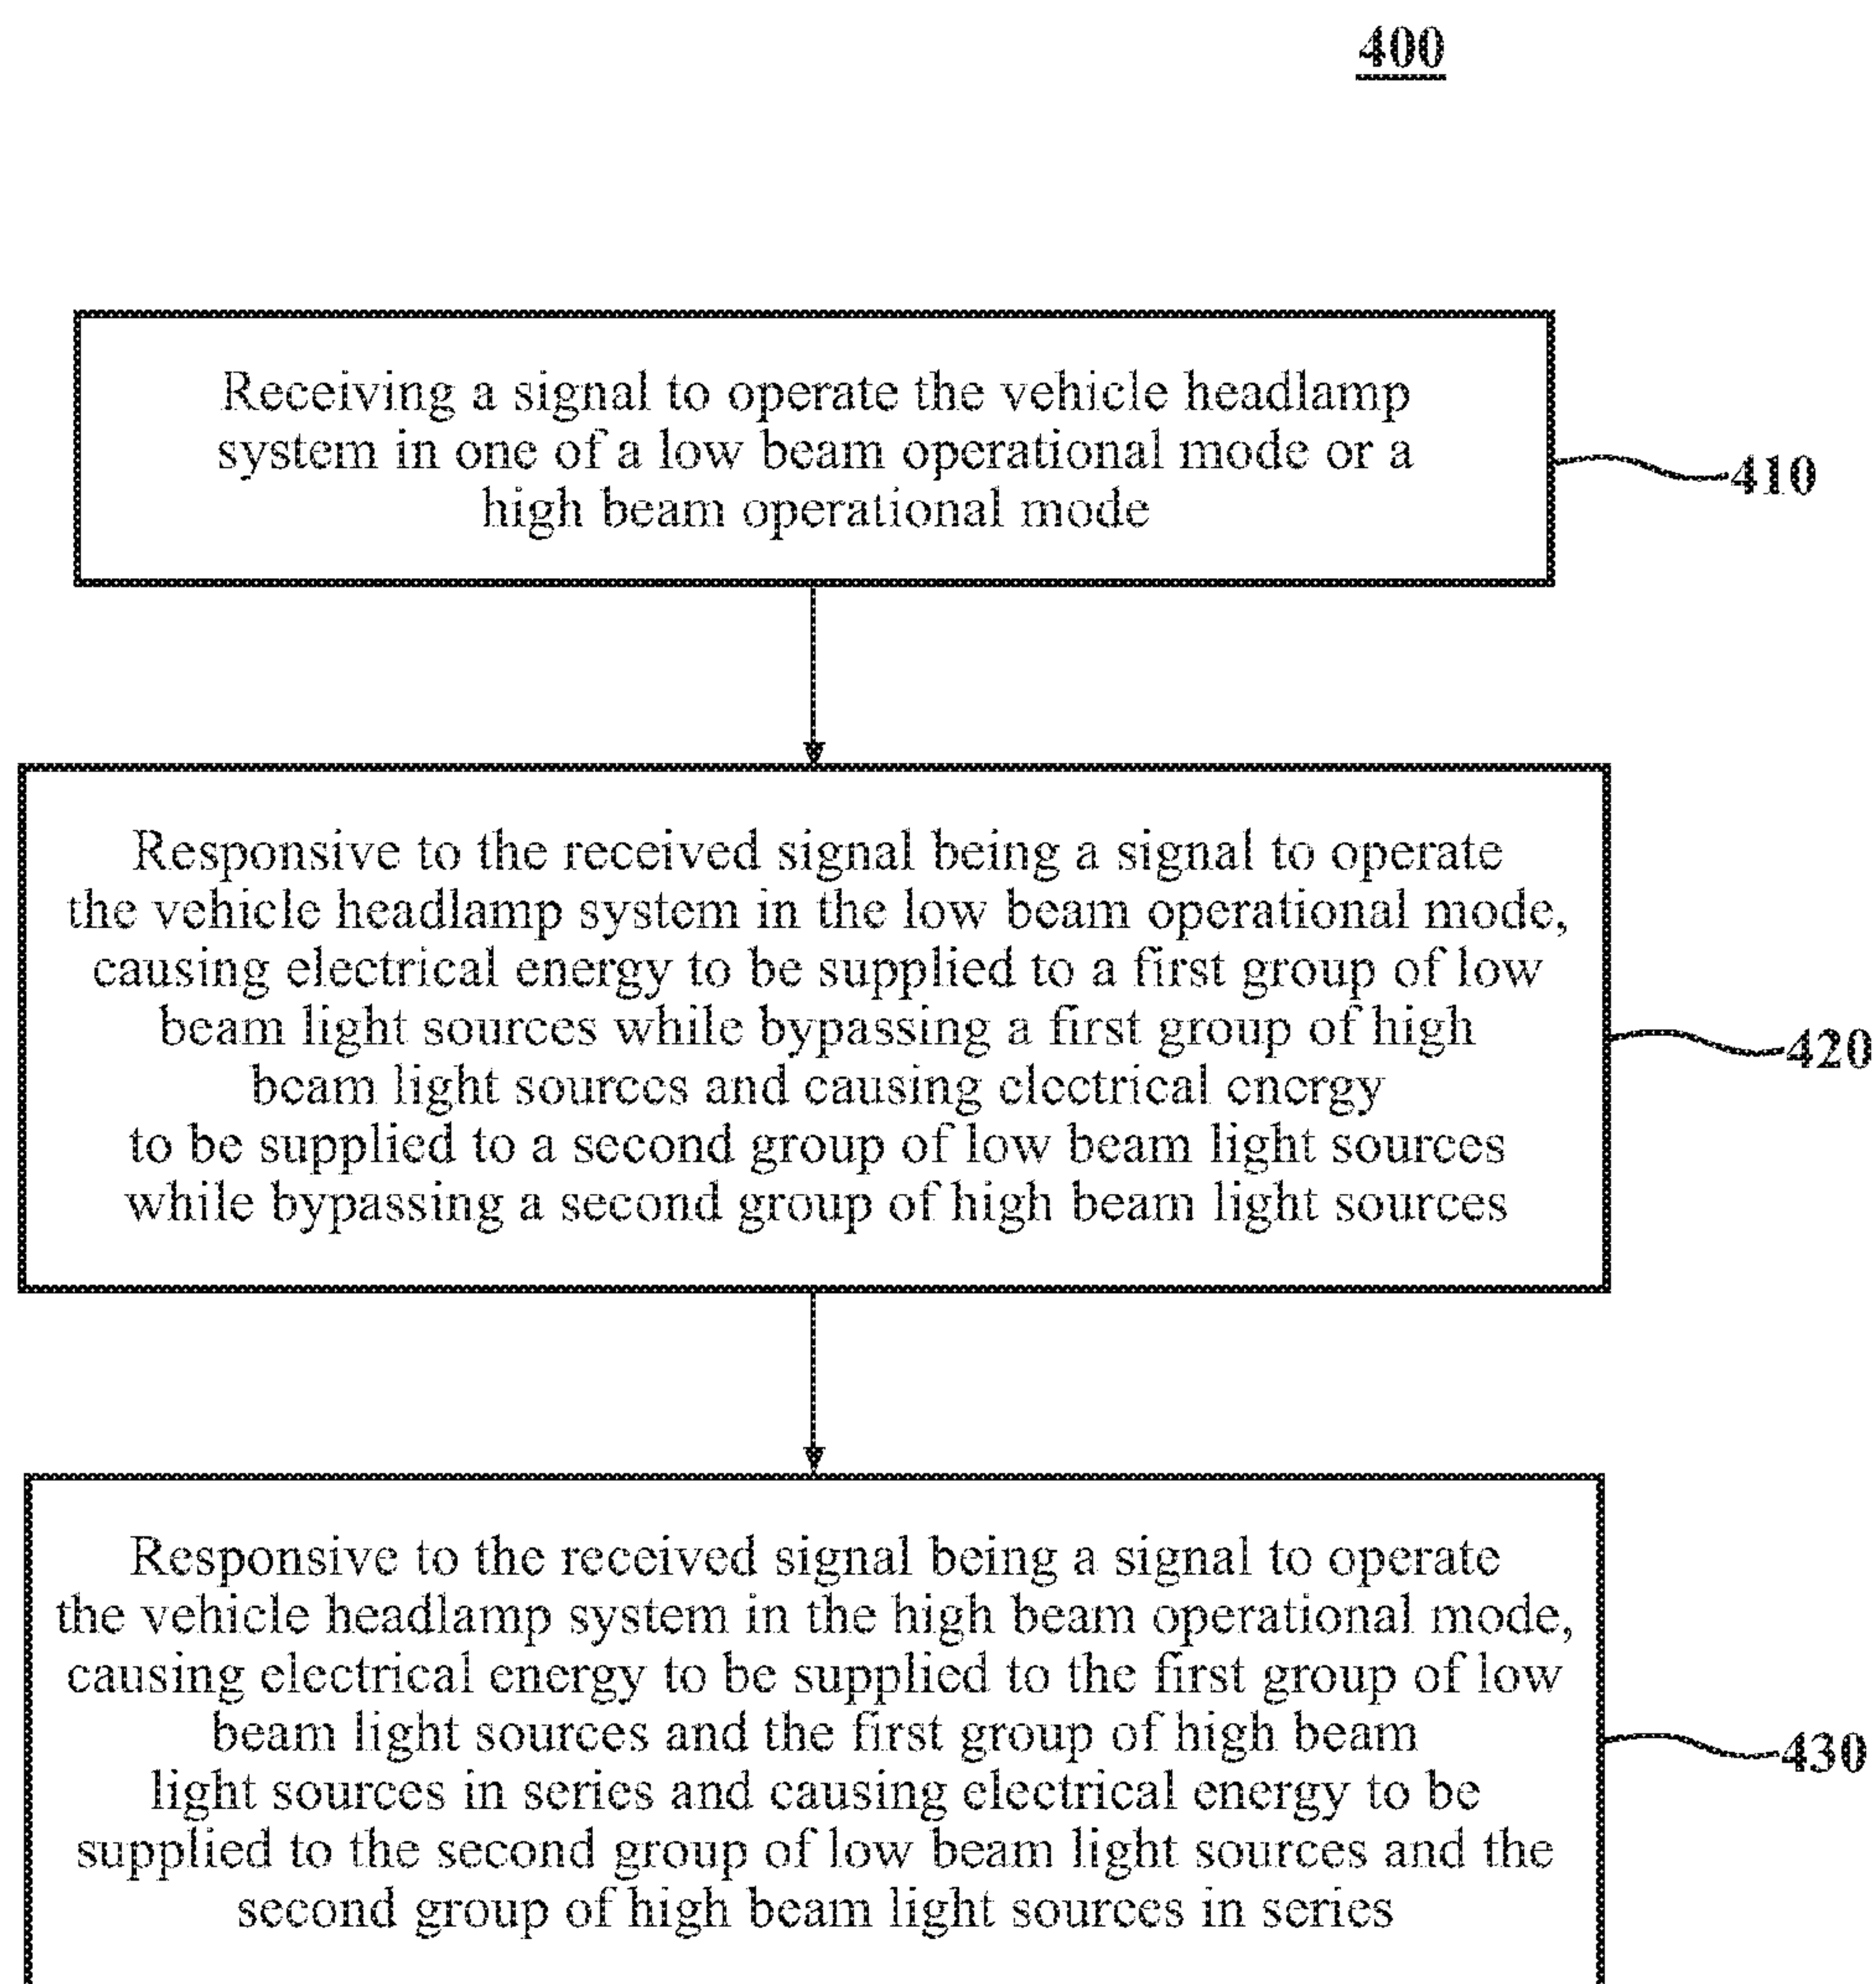 400
Receiving a signal to operate the vehicle headlamp
system in one of a low beam operational mode or a
high beam operational mode
410
Responsive to the received signal being a signal to operate
the vehicle headlamp system in the low beam operational mode,
causing electrical energy to be supplied to a first group of low
beam light sources while bypassing a first group of high
beam light sources and causing electrical energy
to be supplied to a second group of low beam light sources
while bypassing a second group of high beam light sources
420
Responsive to the received signal being a signal to operate
the vehicle headlamp system in the high beam operational mode,
causing electrical energy to be supplied to the first group of low
beam light sources and the first group of high beam
light sources in series and causing electrical energy to be
supplied to the second group of low beam light sources and the
second group of high beam light sources in series
430